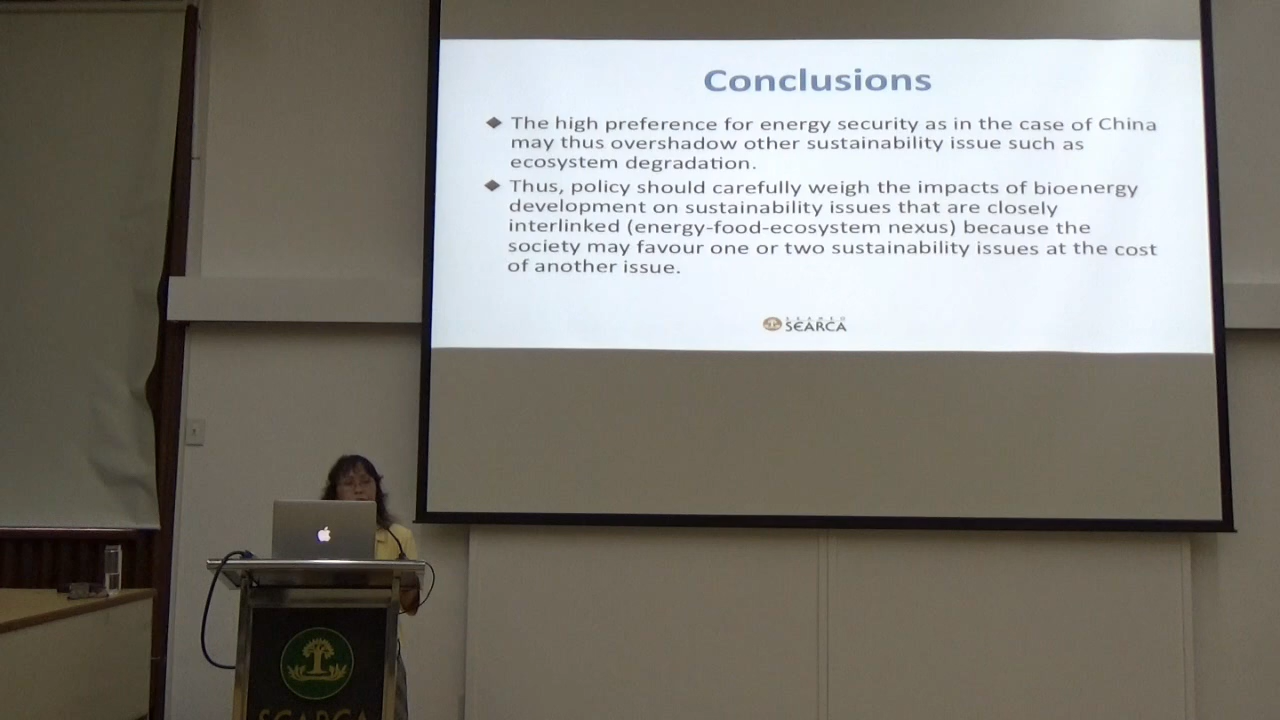 Conclusions
The high preference for energy security as in the case of China
may thus overshadow other sustainability issue such as
ecosystem degradation.
Thus, policy should carefully weigh the impacts of bioenergy
development on sustainability issues that are closely
interlinked (energy-food-ecosystem nexus) because the
society may favour one or two sustainability issues at the cost
of another issue.
SEAMEO
SEARCA
SEARCA